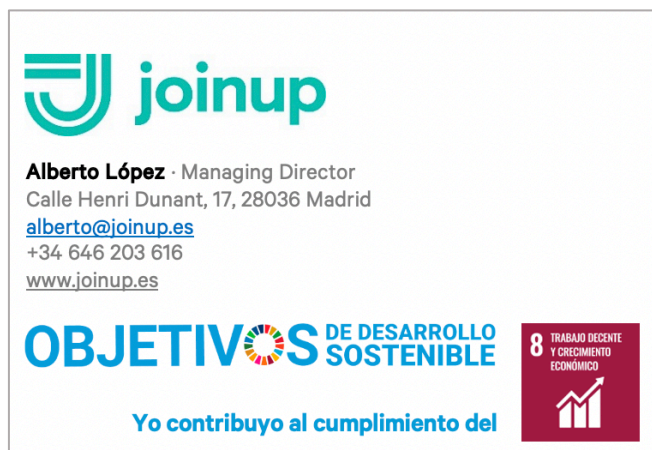 joinup
Alberto López · Managing Director
Calle Henri Dunant, 17, 28036 Madrid
alberto@joinup.es
+34 646 203 616
www.joinup.es
OBJETIVOS DE DESARROLLO
SOSTENIBLE
8 TRABAJO DECENTE
Y CRECIMIENTO
ECONÓMICO
Yo contribuyo al cumplimiento del